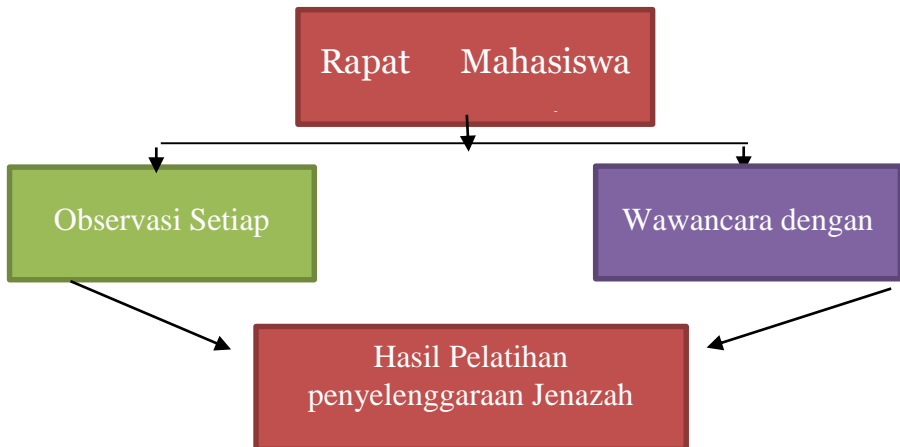 Rapat Mahasiswa
Observasi Setiap
Wawancara dengan
Hasil Pelatihan
penyelenggaraan Jenazah